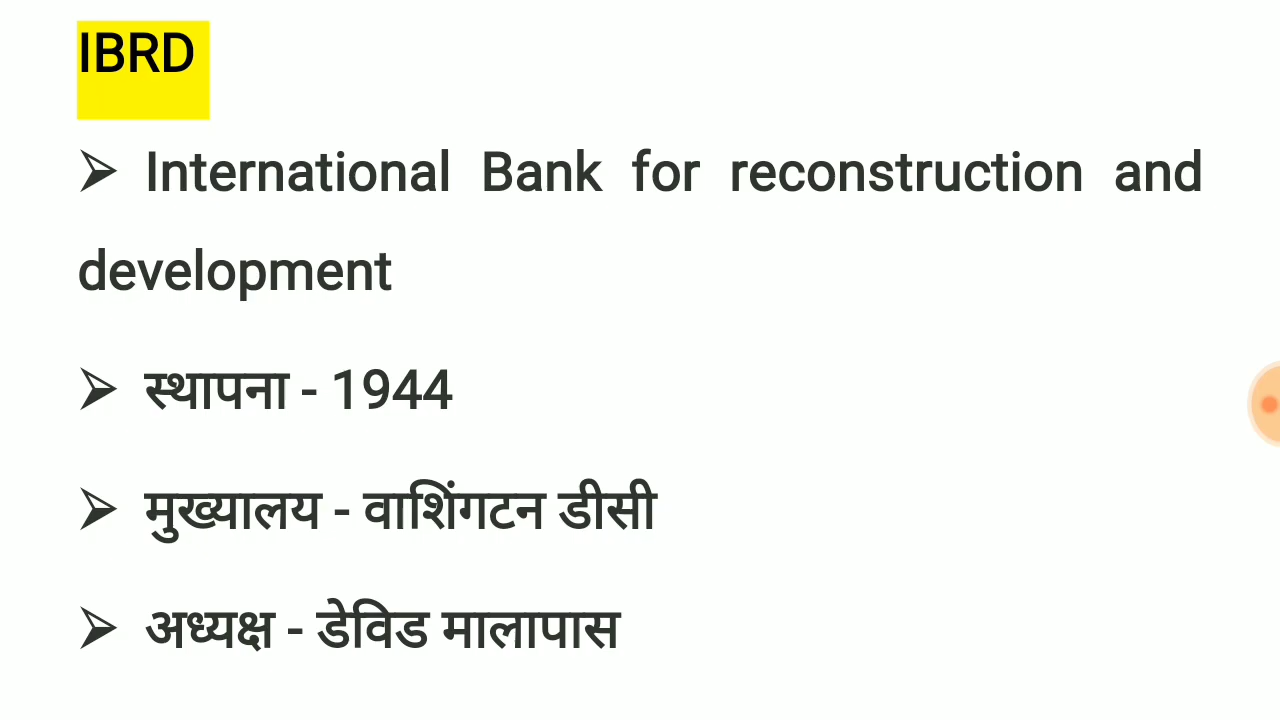 IBRD
➢ International Bank for reconstruction and
development
➢ स्थापना - 1944
➢ मुख्यालय - वाशिंगटन डीसी
➢ अध्यक्ष - डेविड मालापास